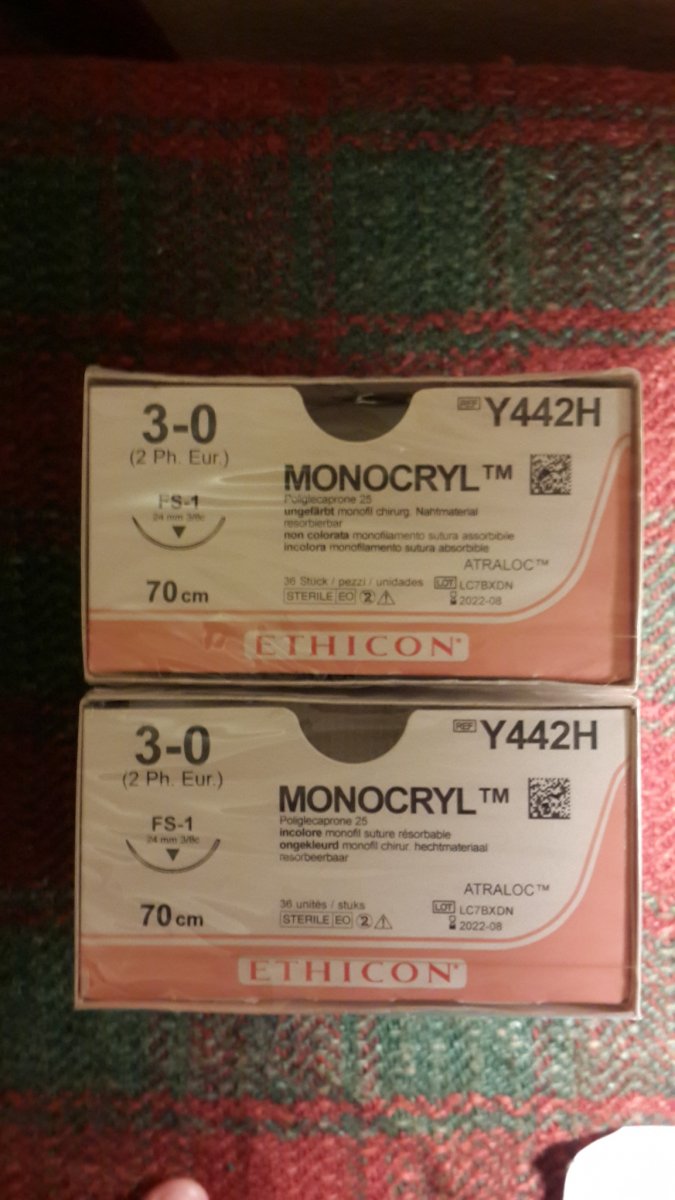 3-0
(2 Ph. Eur.)
FS-1
24 mm 3/8c
70 cm
REF Y442H
MONOCRYL™
Poliglecaprone 25
ungefärbt monofil chirurg. Nahtmaterial
resorbierbar
non colorata monofilamento sutura assorbibile
incolora monofilamento sutura absorbible
ATRALOC™
36 Stück / pezzi / unidades
LOT LC7BXDN
STERILE EO 2
2022-08
ETHICON®
3-0
(2 Ph. Eur.)
FS-1
24 mm 3/8c
70 cm
REF Y442H
MONOCRYL™
Poliglecaprone 25
incolore monofil suture résorbable
ongekleurd monofil chirur. hechtmateriaal
resorbeerbaar
ATRALOC™
36 unités / stuks
LOT LC7BXDN
STERILE EO 2
2022-08
ETHICON®